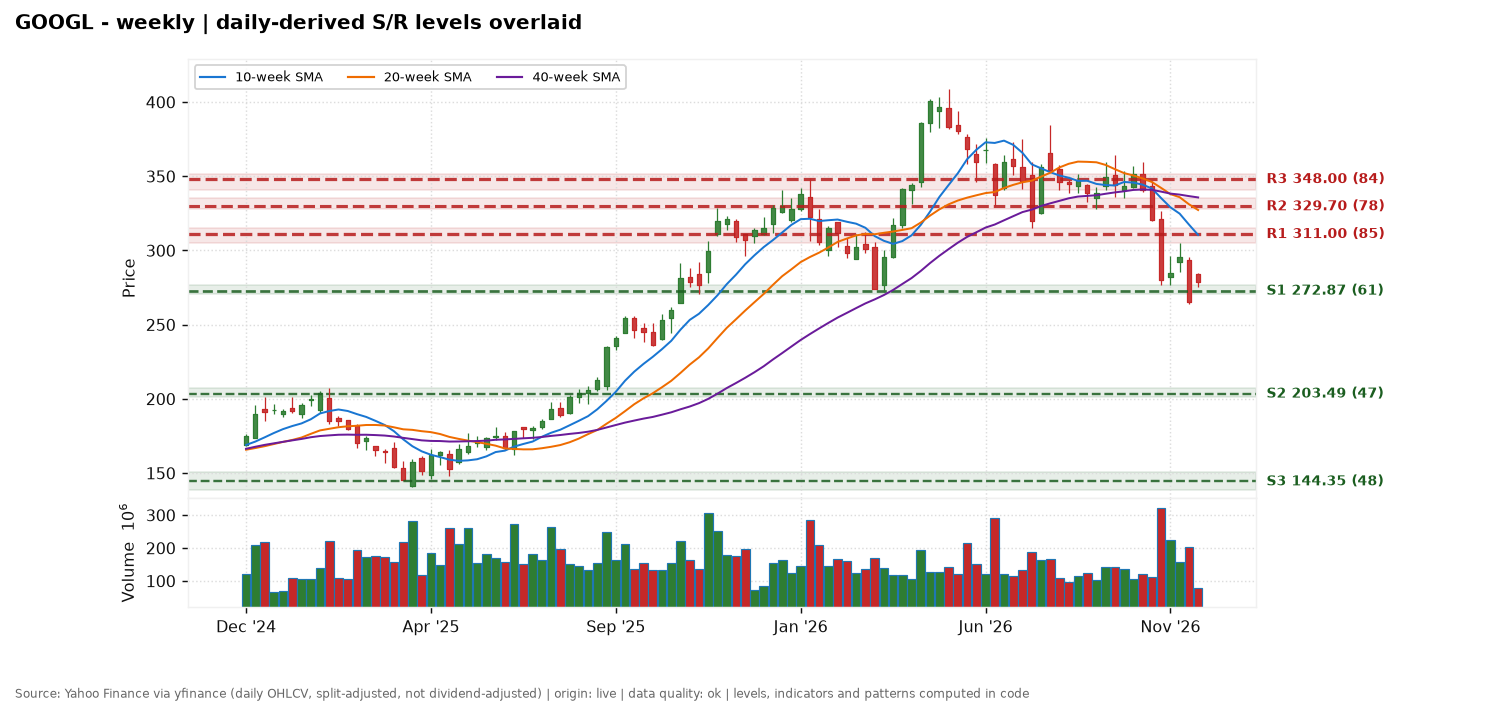 GOOGL - weekly | daily-derived S/R levels overlaid
10-week SMA 20-week SMA 40-week SMA
Price
400
350
300
250
200
150
R3 348.00 (84)
R2 329.70 (78)
R1 311.00 (85)
S1 272.87 (61)
S2 203.49 (47)
S3 144.35 (48)
Volume 10⁶
300
200
100
Dec '24 Apr '25 Sep '25 Jan '26 Jun '26 Nov '26
Source: Yahoo Finance via yfinance (daily OHLCV, split-adjusted, not dividend-adjusted) | origin: live | data quality: ok | levels, indicators and patterns computed in code